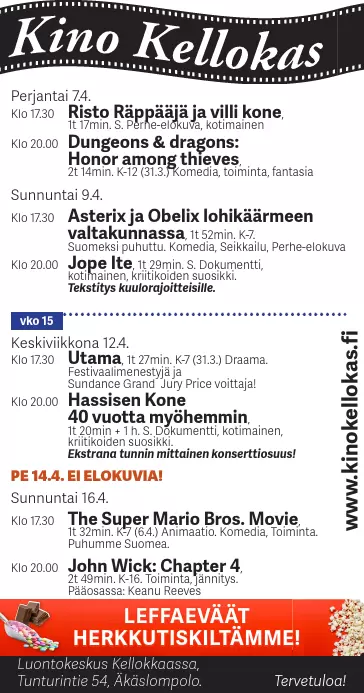 Kino Kellokas
Perjantai 7.4.
Klo 17.30 Risto Räppääjä ja villi kone,
1t 17min. S. Perhe-elokuva, kotimainen
Klo 20.00 Dungeons & dragons:
Honor among thieves,
2t 14min. K-12 (31.3.) Komedia, toiminta, fantasia
Sunnuntai 9.4.
Klo 17.30 Asterix ja Obelix lohikäärmeen
valtakunnassa, 1t 52min. K-7.
Suomeksi puhuttu. Komedia, Seikkailu, Perhe-elokuva
Klo 20.00 Jope Ite, 1t 29min. S. Dokumentti,
kotimainen, kriitikoiden suosikki.
Tekstitys kuulorajoitteisille.
vko 15
Keskiviikkona 12.4.
Klo 17.30 Utama, 1t 27min. K-7 (31.3.) Draama.
Festivaalimenestyjä ja
Sundance Grand Jury Price voittaja!
Klo 20.00 Hassisen Kone
40 vuotta myöhemmin,
1t 20min + 1 h. S. Dokumentti, kotimainen,
kriitikoiden suosikki.
Ekstrana tunnin mittainen konserttiosuus!
PE 14.4. EI ELOKUVIA!
Sunnuntai 16.4.
Klo 17.30 The Super Mario Bros. Movie,
1t 32min. K-7 (6.4.) Animaatio. Komedia, Toiminta.
Puhumme Suomea.
Klo 20.00 John Wick: Chapter 4,
2t 49min. K-16. Toiminta, jännitys.
Pääosassa: Keanu Reeves
www.kinokellokas.fi
LEFFAEVÄÄT
HERKKUTISKILTÄMME!
Luontokeskus Kellokkaassa,
Tunturintie 54, Äkäslompolo. Tervetuloa!